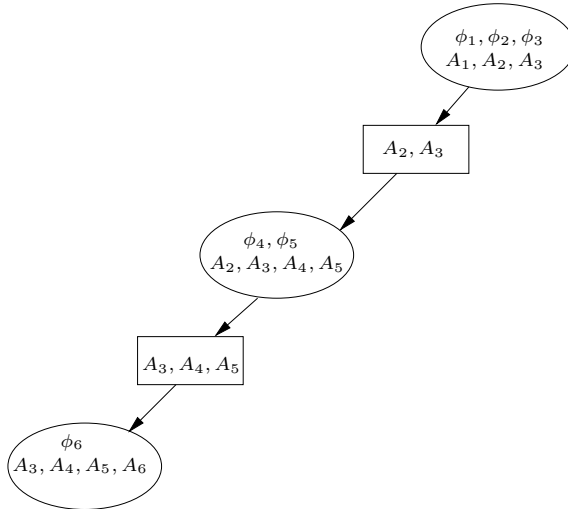 ϕ₁, ϕ₂, ϕ₃
A₁, A₂, A₃
A₂, A₃
ϕ₄, ϕ₅
A₂, A₃, A₄, A₅
A₃, A₄, A₅
ϕ₆
A₃, A₄, A₅, A₆